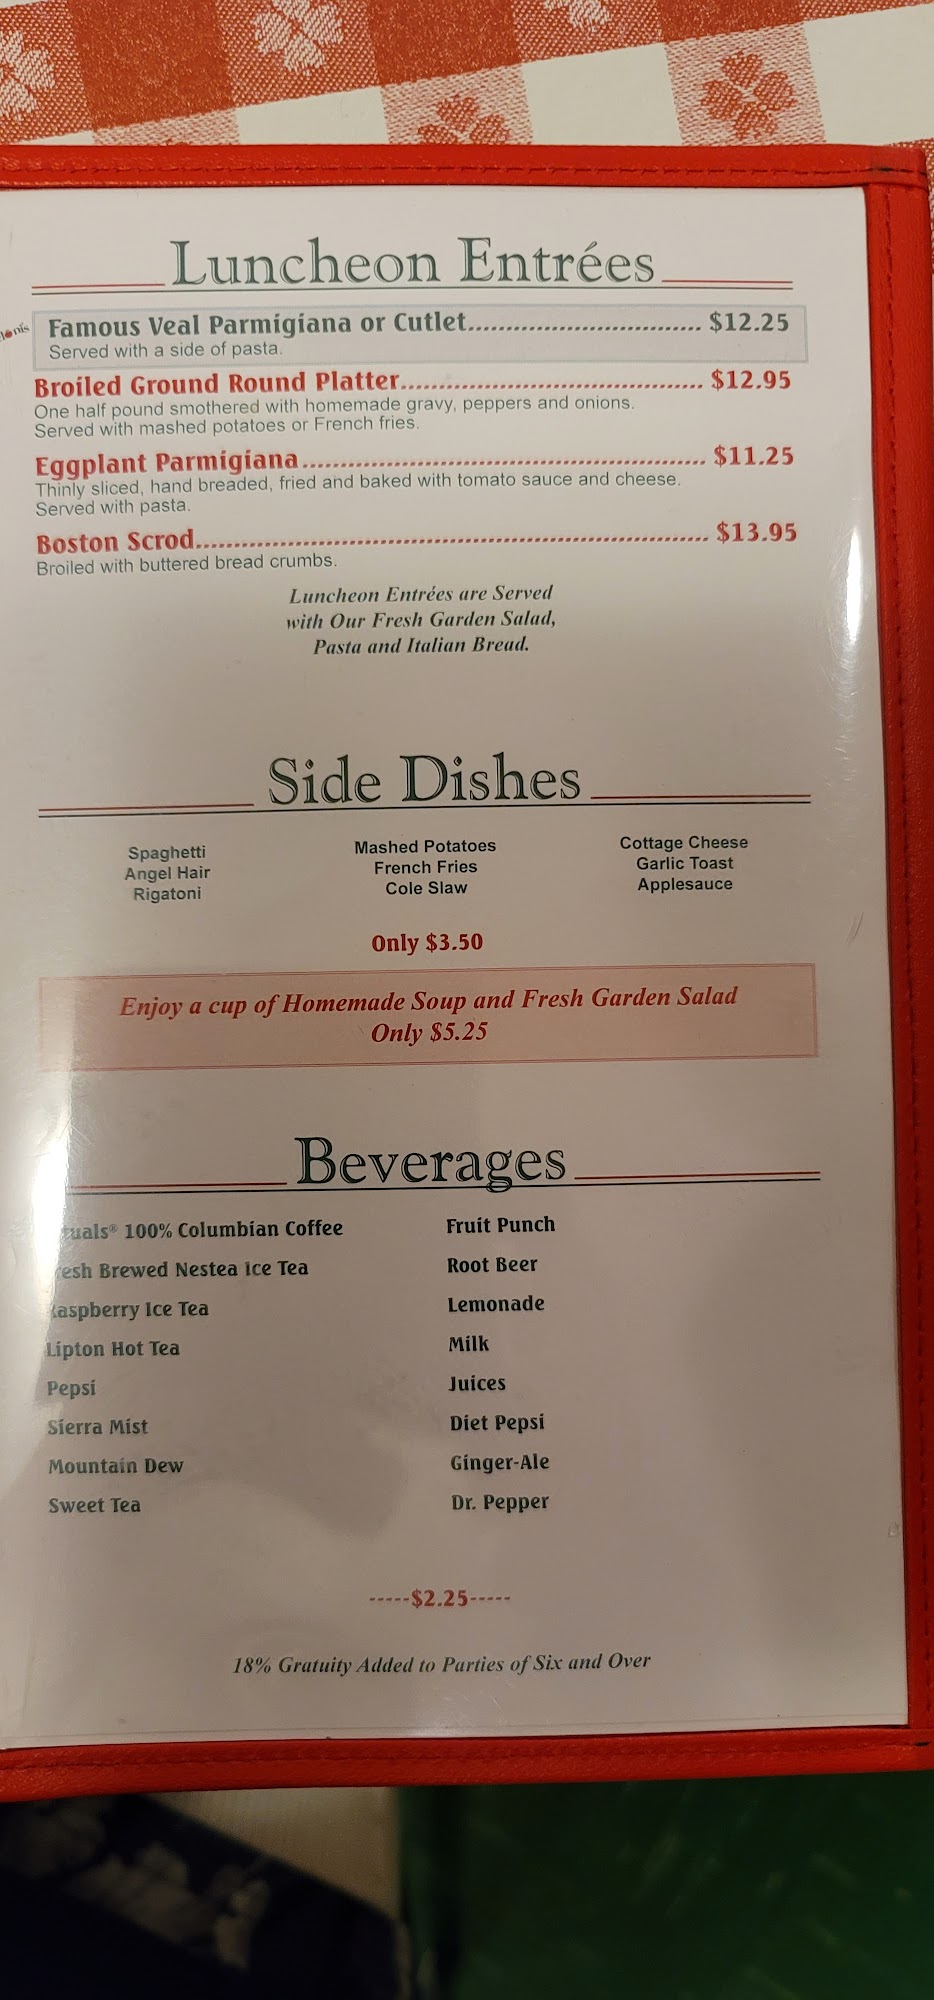 Luncheon Entrées
Famous Veal Parmigiana or Cutlet.............................. $12.25
Served with a side of pasta.
Broiled Ground Round Platter....................................... $12.95
One half pound smothered with homemade gravy, peppers and onions.
Served with mashed potatoes or French fries.
Eggplant Parmigiana.................................................... $11.25
Thinly sliced, hand breaded, fried and baked with tomato sauce and cheese.
Served with pasta.
Boston Scrod.................................................................. $13.95
Broiled with buttered bread crumbs.
Luncheon Entrées are Served
with Our Fresh Garden Salad,
Pasta and Italian Bread.
Side Dishes
Spaghetti
Angel Hair
Rigatoni
Mashed Potatoes
French Fries
Cole Slaw
Cottage Cheese
Garlic Toast
Applesauce
Only $3.50
Enjoy a cup of Homemade Soup and Fresh Garden Salad
Only $5.25
Beverages
100% Columbian Coffee
Brewed Nestea Ice Tea
Raspberry Ice Tea
Lipton Hot Tea
Pepsi
Sierra Mist
Mountain Dew
Sweet Tea
Fruit Punch
Root Beer
Lemonade
Milk
Juices
Diet Pepsi
Ginger-Ale
Dr. Pepper
-----$2.25-----
18% Gratuity Added to Parties of Six and Over